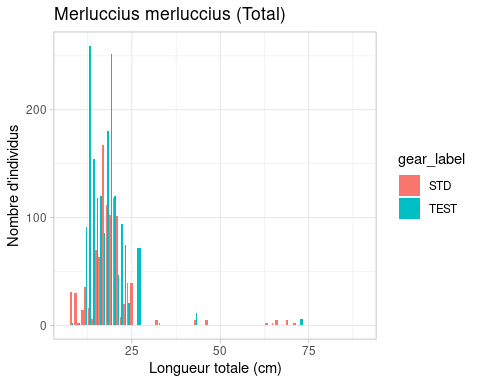 Merluccius merluccius (Total)
Nombre d'individus
200
100
0
25
50
75
Longueur totale (cm)
gear_label
STD
TEST